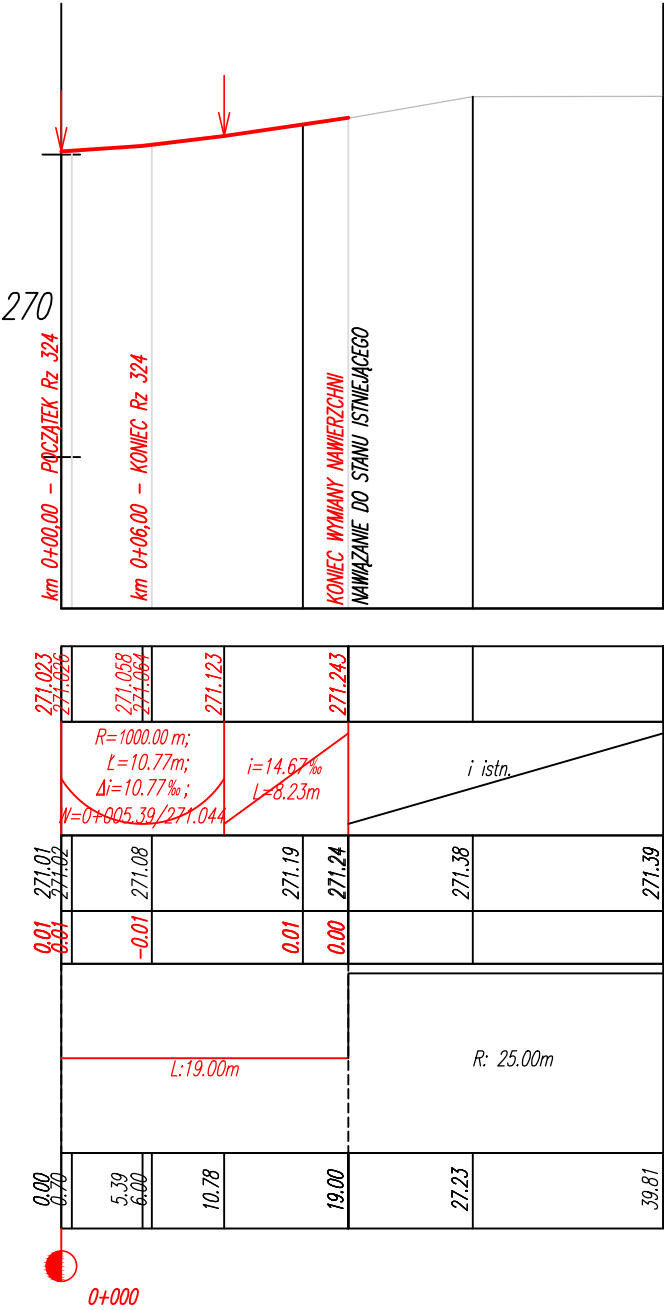 270
km 0+00,00 - POCZĄTEK Rz 324
km 0+06,00 - KONIEC Rz 324
KONIEC WYMIANY NAWIERZCHNI
NAWIĄZANIE DO STANU ISTNIEJĄCEGO
271.023
271.026
271.058
271.064
271.123
271.243
R=1000.00 m;
Ł=10.77m;
Δi=10.77‰;
W=0+005.39/271.044
i=14.67‰
L=8.23m
i istn.
271.01
271.02
271.08
271.19
271.24
271.38
271.39
0.01
0.01
-0.01
0.01
0.00
L:19.00m
R: 25.00m
0.00
0.70
5.39
6.00
10.78
19.00
27.23
39.81
0+000